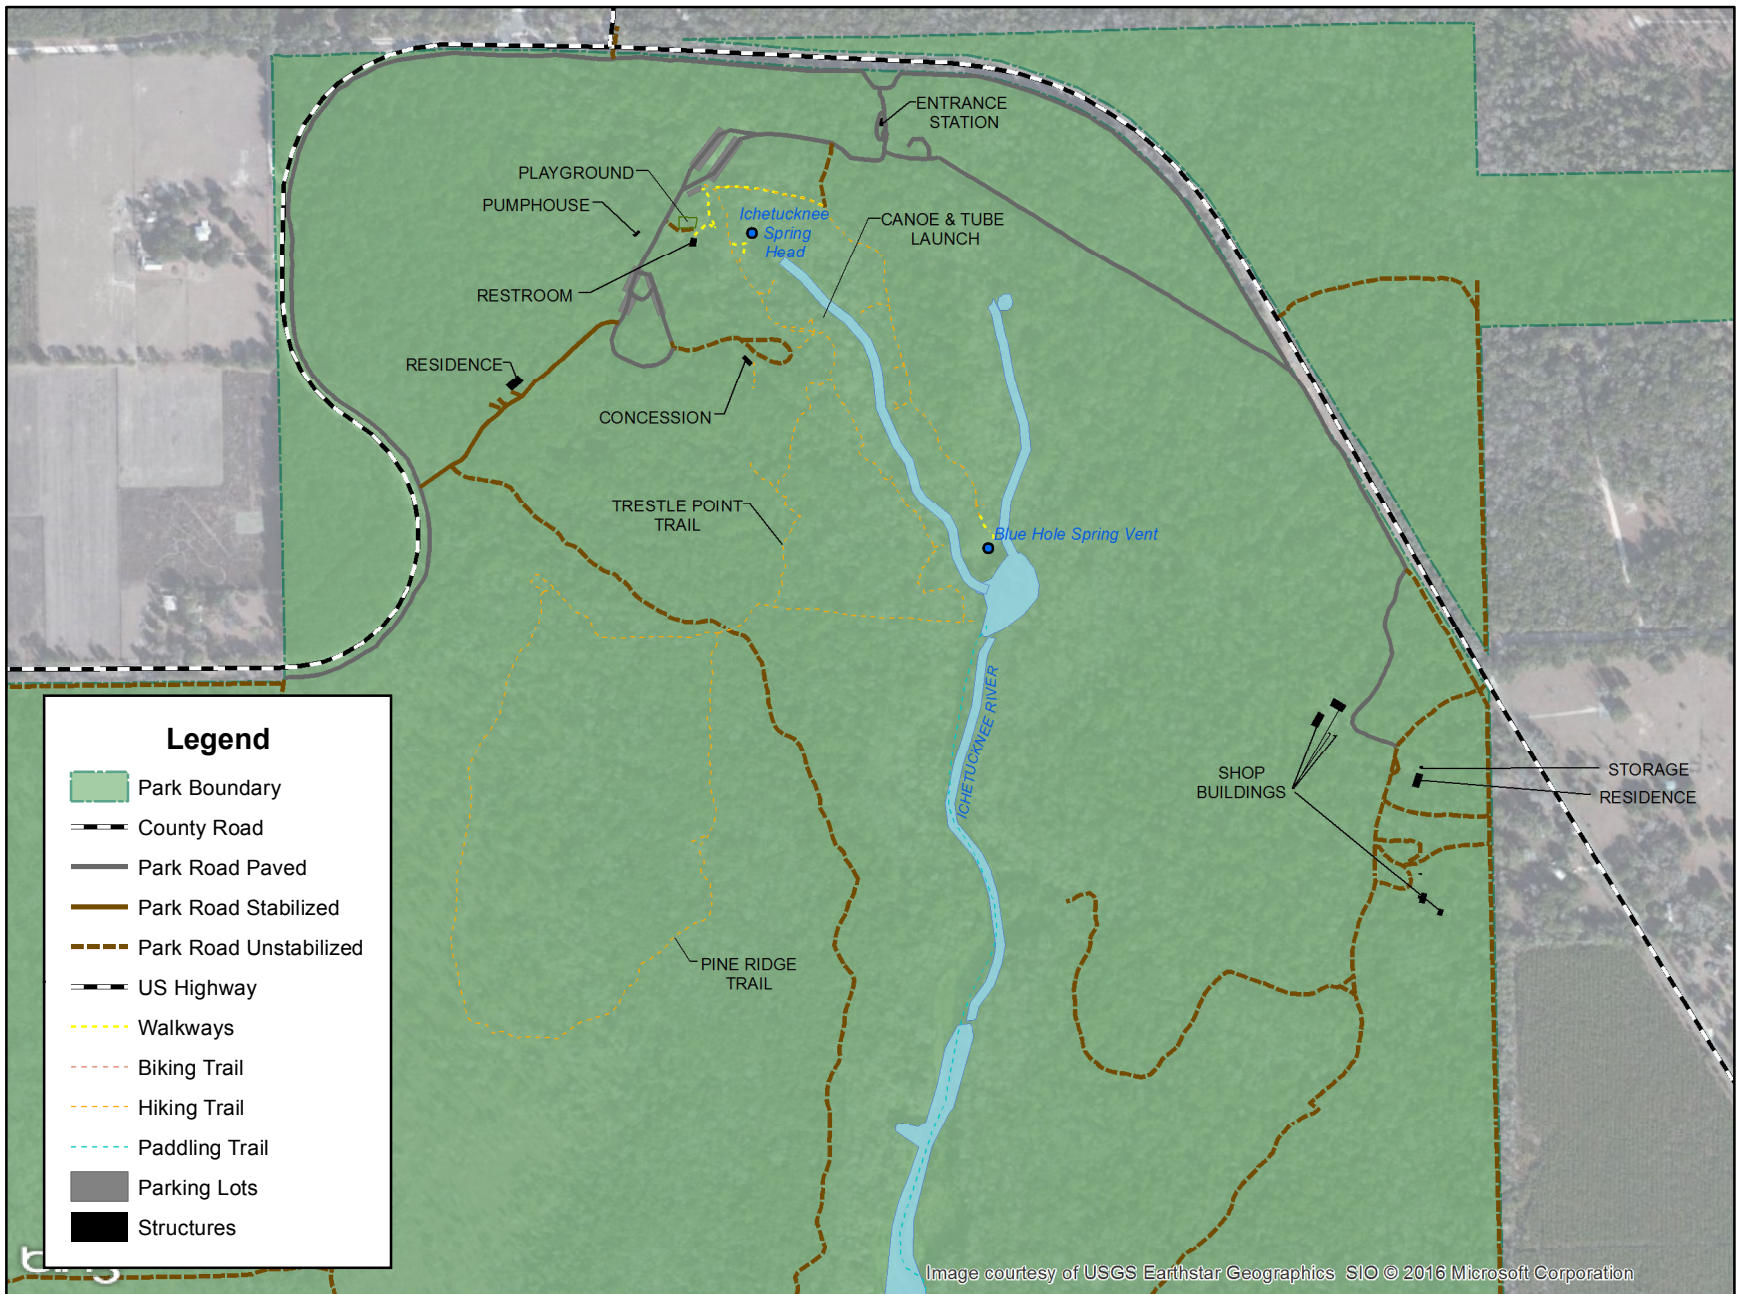 ENTRANCE
STATION
PLAYGROUND
PUMPHOUSE
Ichetucknee
Spring
Head
CANOE & TUBE
LAUNCH
RESTROOM
RESIDENCE
CONCESSION
TRESTLE POINT
TRAIL
Blue Hole Spring Vent
ICHETUCKNEE RIVER
SHOP
BUILDINGS
STORAGE
RESIDENCE
PINE RIDGE
TRAIL
Legend
Park Boundary
County Road
Park Road Paved
Park Road Stabilized
Park Road Unstabilized
US Highway
Walkways
Biking Trail
Hiking Trail
Paddling Trail
Parking Lots
Structures
Image courtesy of USGS Earthstar Geographics SIO © 2016 Microsoft Corporation